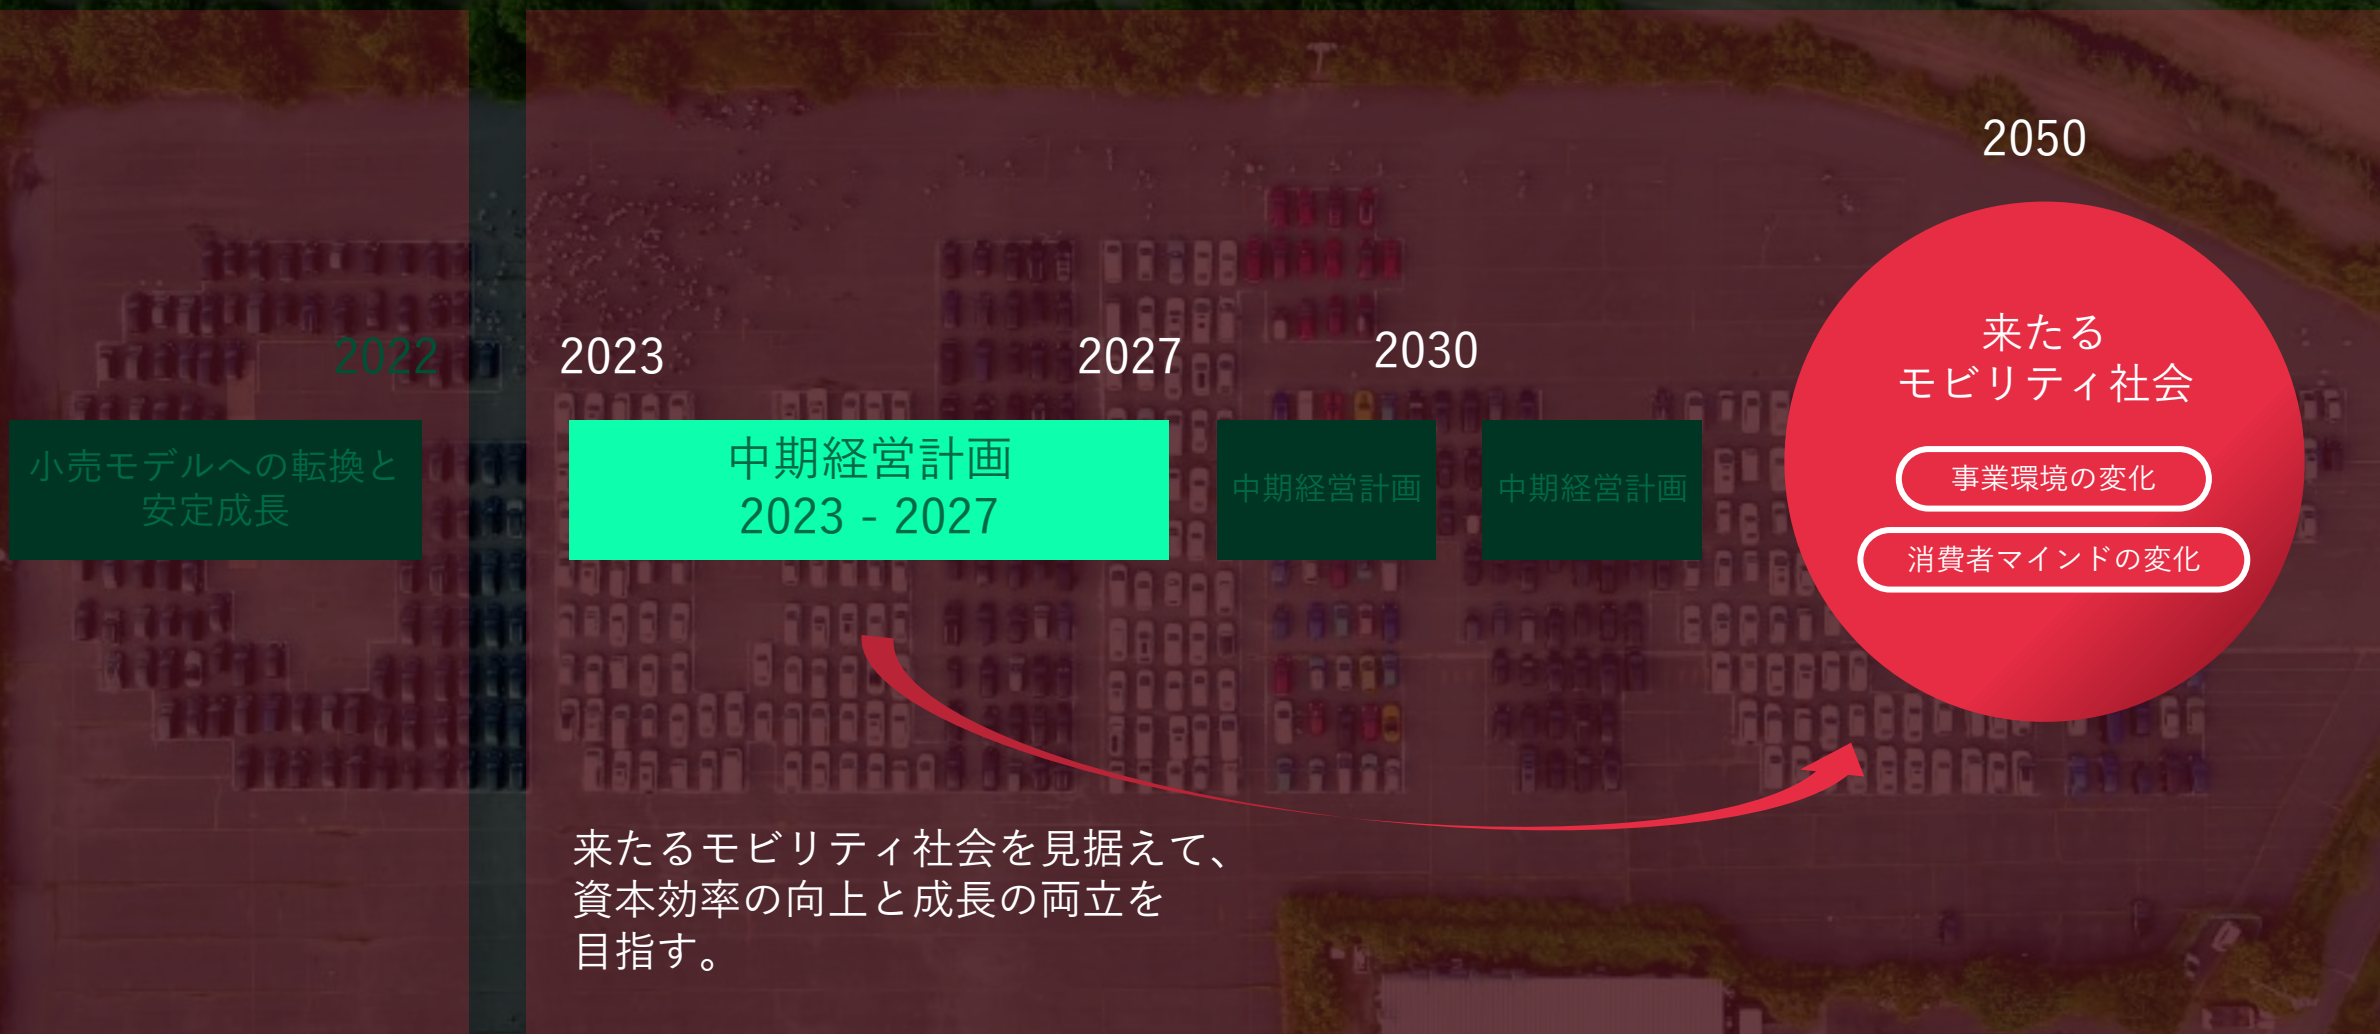 2050
2022
2023
2027
2030
小売モデルへの転換と
安定成長
中期経営計画
2023 - 2027
中期経営計画
中期経営計画
来たる
モビリティ社会
事業環境の変化
消費者マインドの変化
来たるモビリティ社会を見据えて、
資本効率の向上と成長の両立を
目指す。